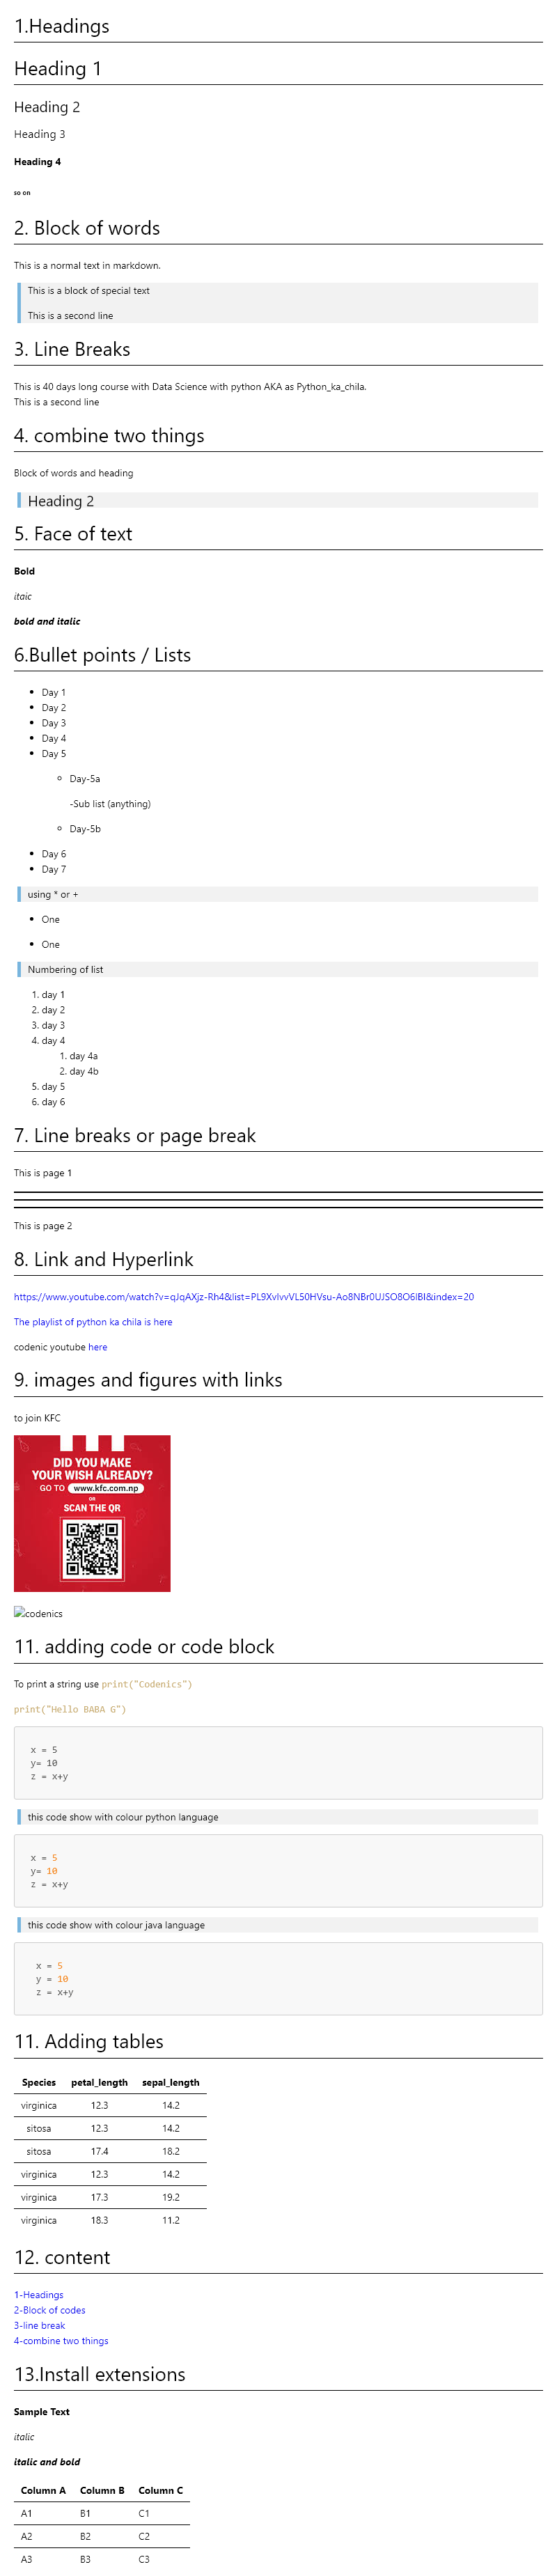 1.Headings
Heading 1
Heading 2
Heading 3
Heading 4
so on
2. Block of words
This is a normal text in markdown.
This is a block of special text
This is a second line
3. Line Breaks
This is 40 days long course with Data Science with python AKA as Python_ka_chila.
This is a second line
4. combine two things
Block of words and heading
Heading 2
5. Face of text
Bold
itaic
bold and italic
6.Bullet points / Lists
• Day 1
• Day 2
• Day 3
• Day 4
• Day 5
◦ Day-5a
-Sub list (anything)
◦ Day-5b
• Day 6
• Day 7
using * or +
• One
• One
Numbering of list
1. day 1
2. day 2
3. day 3
4. day 4
1. day 4a
2. day 4b
5. day 5
6. day 6
7. Line breaks or page break
This is page 1
This is page 2
8. Link and Hyperlink
https://www.youtube.com/watch?v=qJqAXjz-Rh4&list=PL9XvIvvVL50HVsu-Ao8NBr0UJSO8O6lBI&index=20
The playlist of python ka chila is here
codenic youtube here
9. images and figures with links
to join KFC
DID YOU MAKE
YOUR WISH ALREADY?
GO TO www.kfc.com.np
OR
SCAN THE QR
codenics
11. adding code or code block
To print a string use print("Codenics")
print("Hello BABA G")
x = 5
y= 10
z = x+y
this code show with colour python language
x = 5
y= 10
z = x+y
this code show with colour java language
x = 5
y = 10
z = x+y
11. Adding tables
Species petal_length sepal_length
virginica 12.3 14.2
sitosa 12.3 14.2
sitosa 17.4 18.2
virginica 12.3 14.2
virginica 17.3 19.2
virginica 18.3 11.2
12. content
1-Headings
2-Block of codes
3-line break
4-combine two things
13.Install extensions
Sample Text
italic
italic and bold
Column A Column B Column C
A1 B1 C1
A2 B2 C2
A3 B3 C3